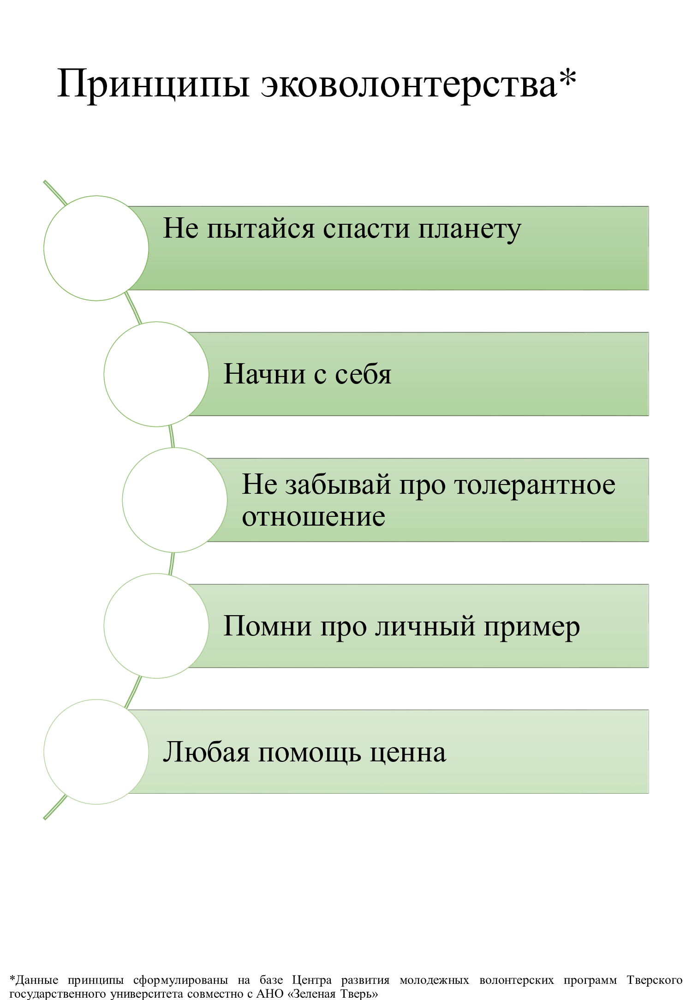 Принципы эковолонтерства*
Не пытайся спасти планету
Начни с себя
Не забывай про толерантное
отношение
Помни про личный пример
Любая помощь ценна
*Данные принципы сформулированы на базе Центра развития молодежных волонтерских программ Тверского
государственного университета совместно с АНО «Зеленая Тверь»